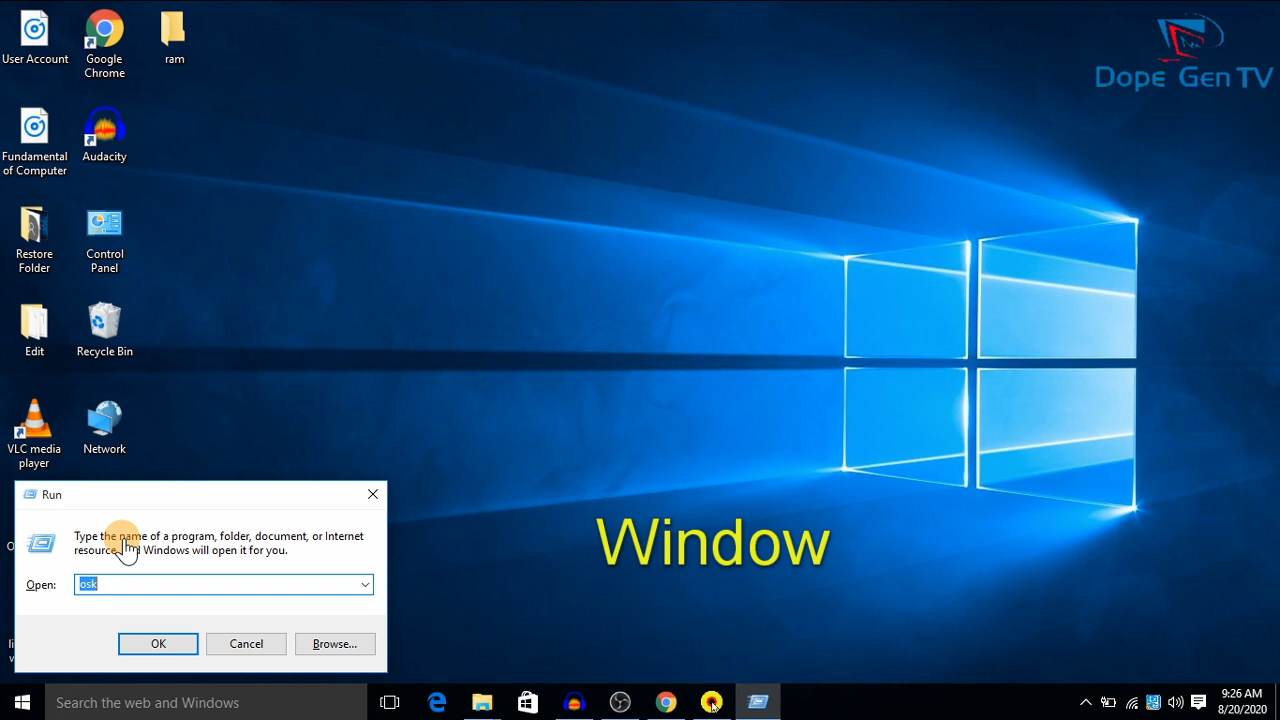 User Account
Google
Chrome
ram
Dope Gen TV
Fundamental
of Computer
Audacity
Restore
Folder
Control
Panel
Edit
Recycle Bin
VLC media
player
Network
Run
Type the name of a program, folder, document, or Internet
resource, Windows will open it for you.
Open:
osk
OK
Cancel
Browse...
Window
Search the web and Windows
9:26 AM
8/20/2020